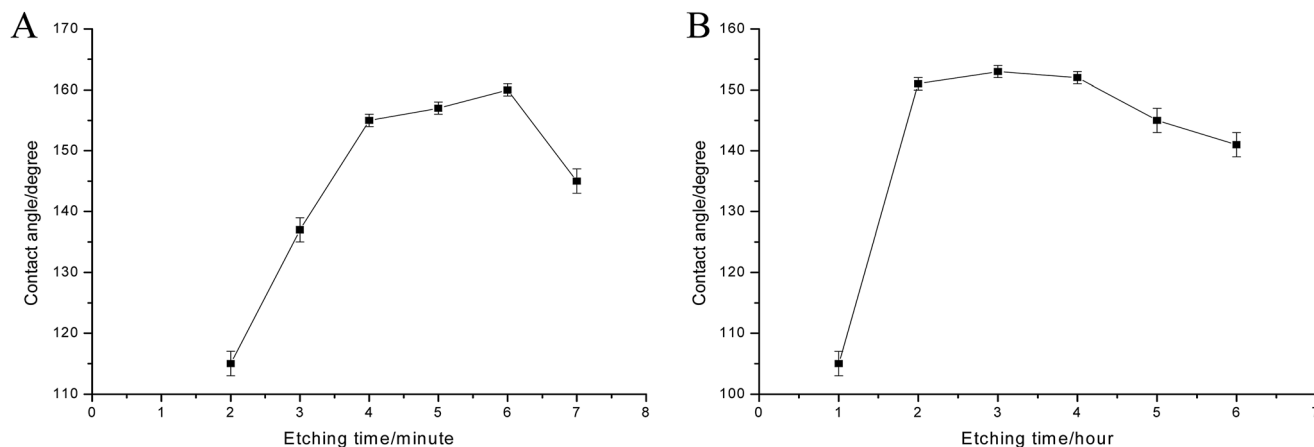 A
170
160
150
140
130
120
110
0 1 2 3 4 5 6 7 8
Contact angle/degree
Etching time/minute
B
160
150
140
130
120
110
100
0 1 2 3 4 5 6 7
Contact angle/degree
Etching time/hour